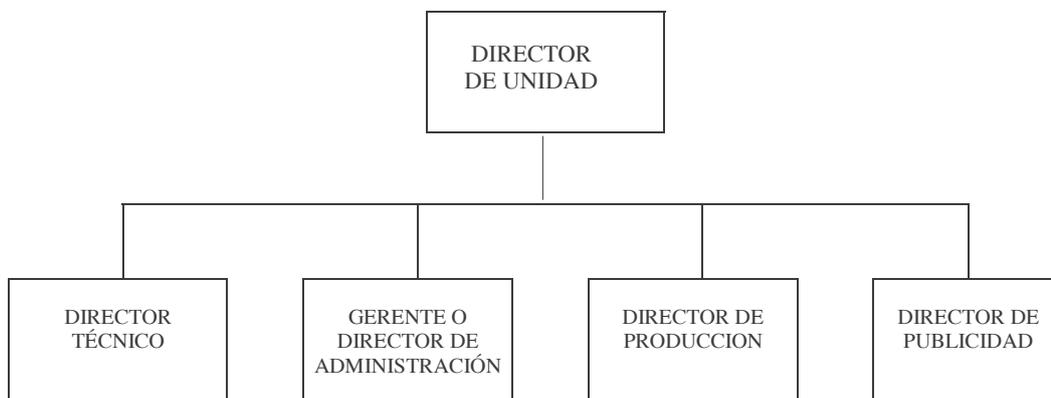 DIRECTOR
DE UNIDAD
DIRECTOR
TÉCNICO
GERENTE O
DIRECTOR DE
ADMINISTRACIÓN
DIRECTOR DE
PRODUCCION
DIRECTOR DE
PUBLICIDAD